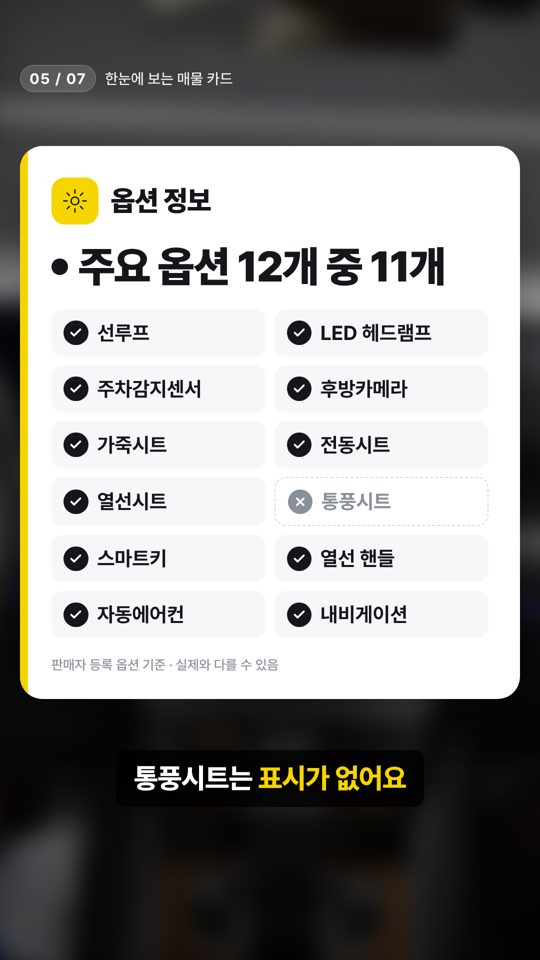 05 / 07 한눈에 보는 매물 카드
옵션 정보
• 주요 옵션 12개 중 11개
선루프
LED 헤드램프
주차감지센서
후방카메라
가죽시트
전동시트
열선시트
통풍시트
스마트키
열선 핸들
자동에어컨
내비게이션
판매자 등록 옵션 기준 · 실제와 다를 수 있음
통풍시트는 표시가 없어요